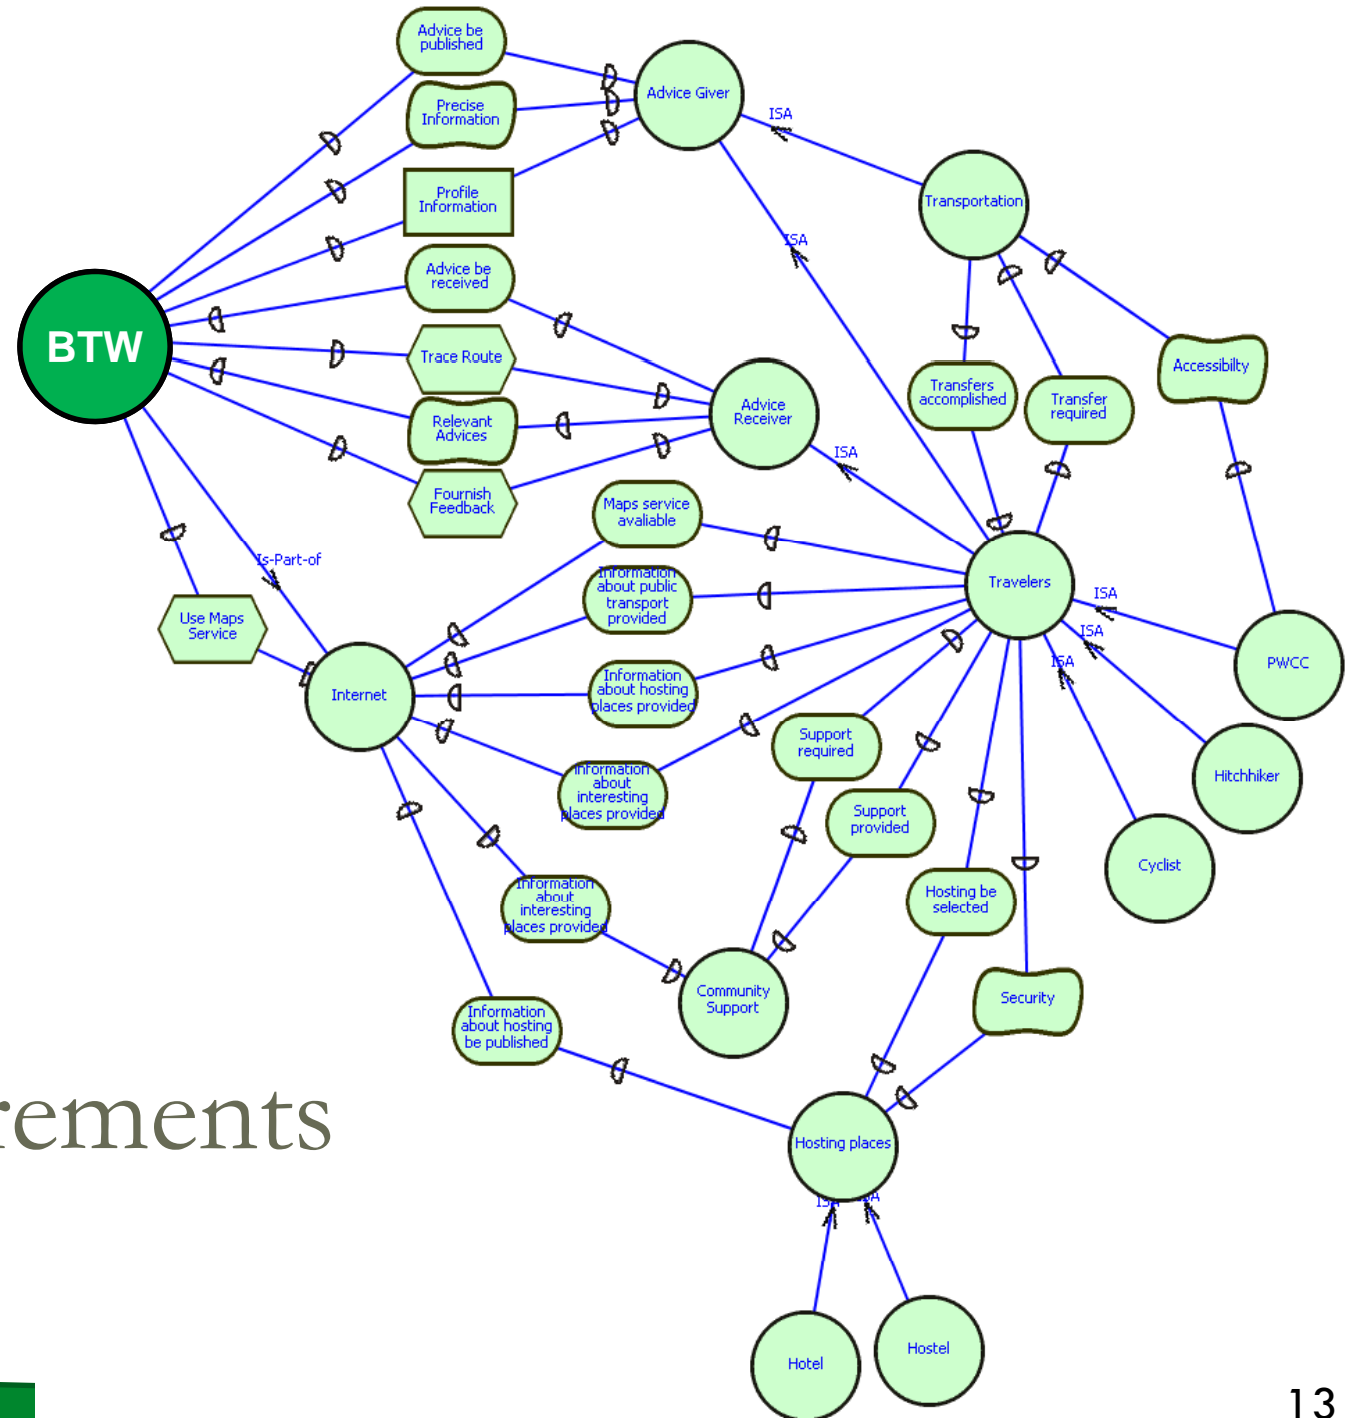 Advice be
published
Advice Giver
Precise
Information
ISA
Profile
Information
Transportation
ISA
Advice be
received
BTW
Trace Route
Accessibilty
Transfers
accomplished
Transfer
required
Advice
Receiver
Relevant
Advices
ISA
Fournish
Feedback
Maps service
avaliable
Is-Part-of
Information
about public
transport
provided
Travelers
ISA
Use Maps
Service
ISA
PWCC
ISA
Internet
Information
about hosting
places provided
Support
required
Hitchhiker
Information
about
interesting
places provided
Support
provided
Cyclist
Information
about
interesting
places provided
Hosting be
selected
Community
Support
Security
Information
about hosting
be published
rements
Hosting places
ISA
ISA
Hotel
Hostel
13